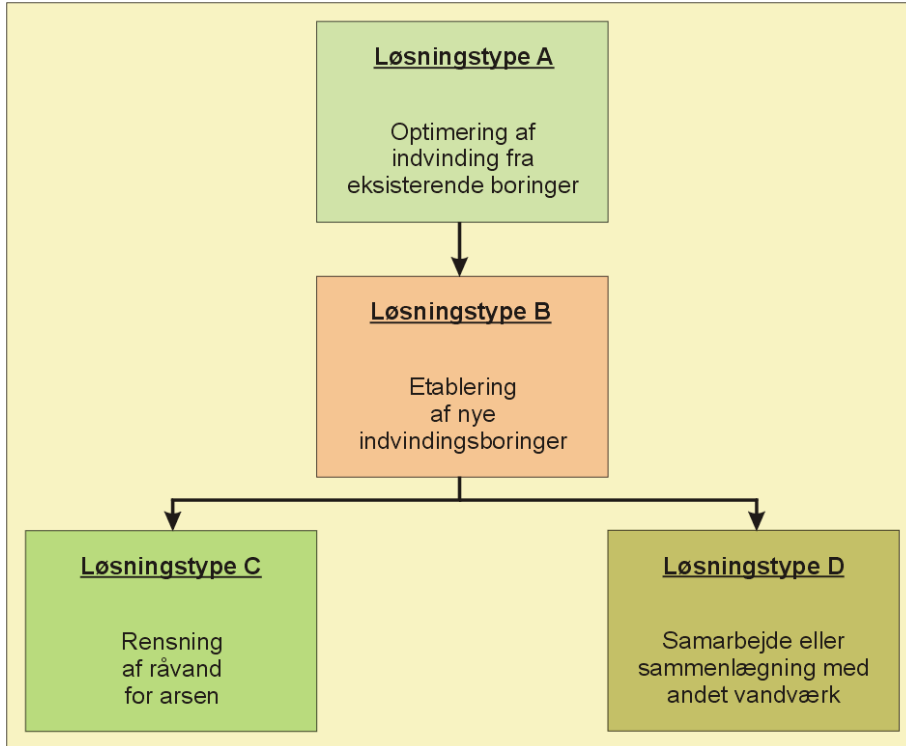 Løsningstype A
Optimering af
indvinding fra
eksisterende boringer
Løsningstype B
Etablering
af nye
indvindingsboringer
Løsningstype C
Rensning
af råvand
for arsen
Løsningstype D
Samarbejde eller
sammenlægning med
andet vandværk